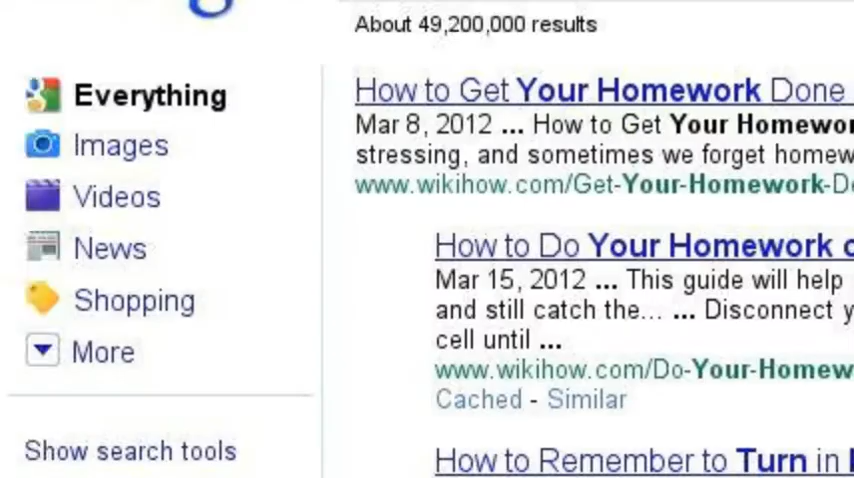 About 49,200,000 results
Everything
Images
Videos
News
Shopping
More
Show search tools
How to Get Your Homework Done
Mar 8, 2012 ... How to Get Your Homewor
stressing, and sometimes we forget homew
www.wikihow.com/Get-Your-Homework-D
How to Do Your Homework
Mar 15, 2012 ... This guide will help
and still catch the... ... Disconnect y
cell until ...
www.wikihow.com/Do-Your-Homew
Cached - Similar
How to Remember to Turn in